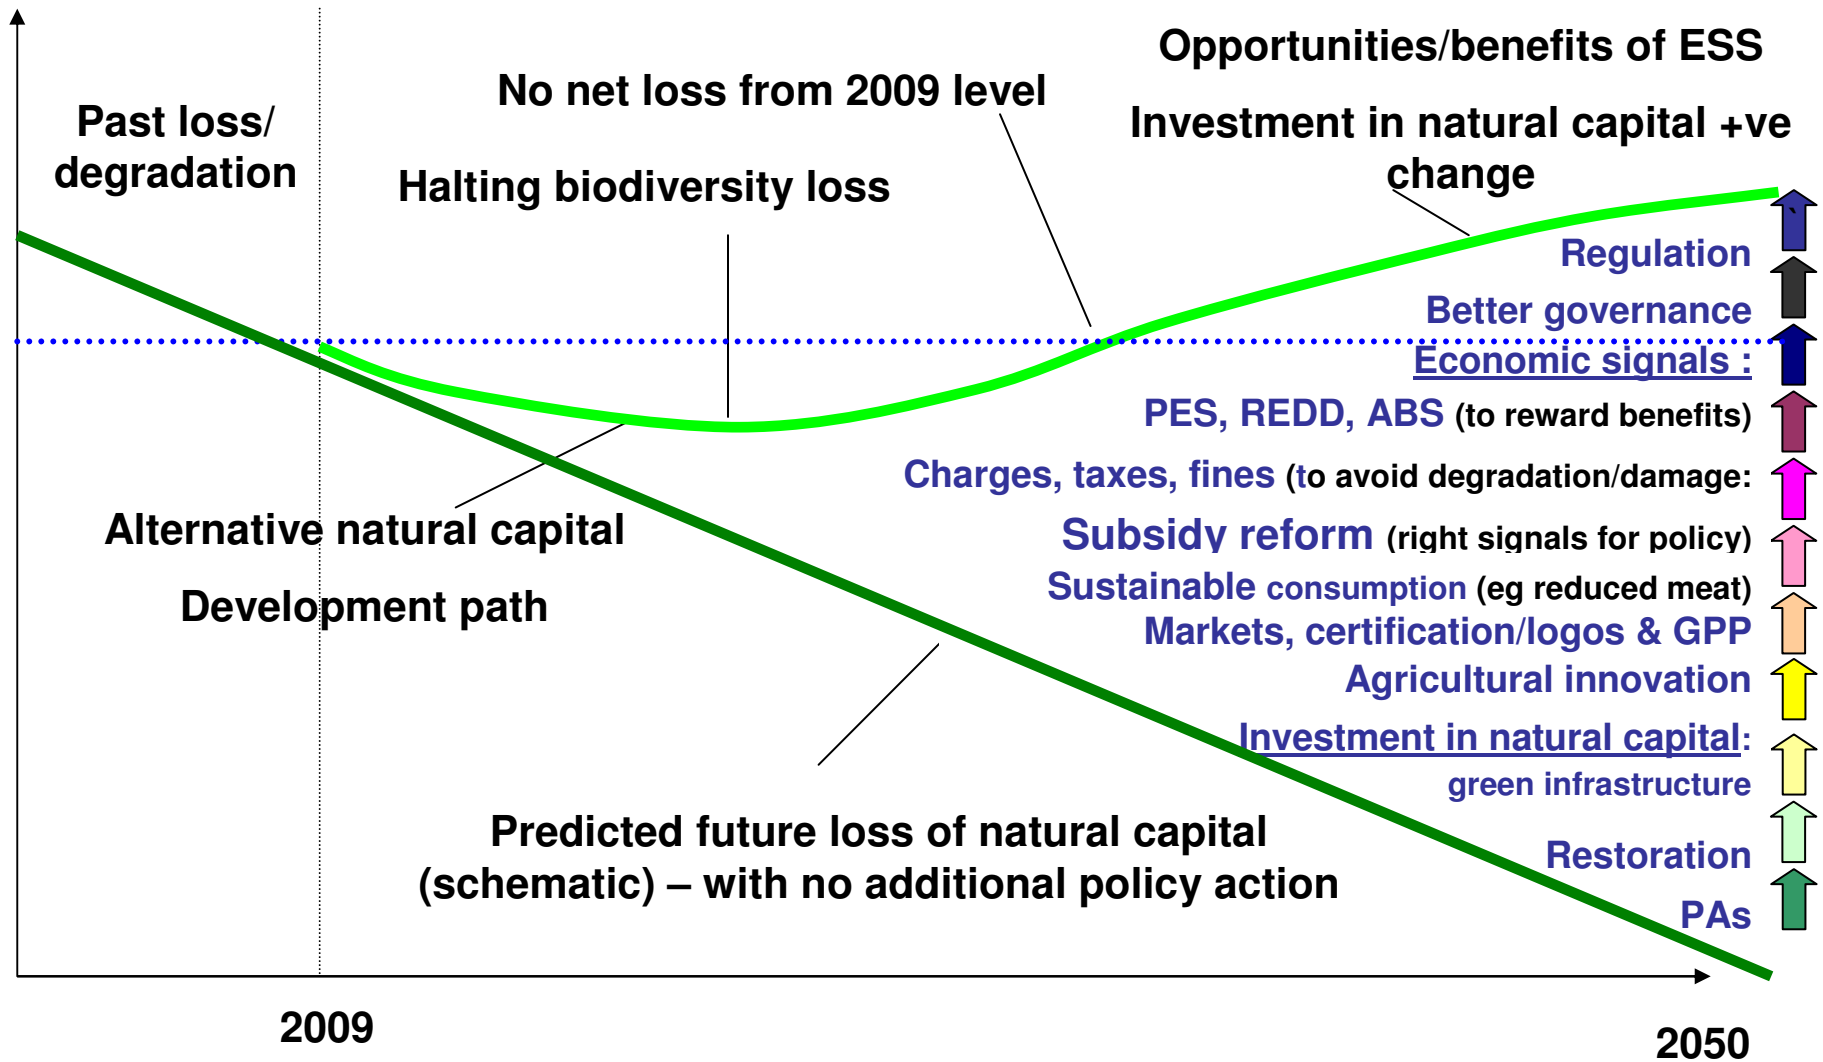 Opportunities/benefits of ESS
No net loss from 2009 level
Past loss/
degradation
Investment in natural capital +ve
change
Halting biodiversity loss
Regulation
Better governance
Economic signals :
PES, REDD, ABS (to reward benefits)
Charges, taxes, fines (to avoid degradation/damage:
Alternative natural capital
Development path
Subsidy reform (right signals for policy)
Sustainable consumption (eg reduced meat)
Markets, certification/logos & GPP
Agricultural innovation
Investment in natural capital:
green infrastructure
Predicted future loss of natural capital
(schematic) – with no additional policy action
Restoration
PAs
2009
2050